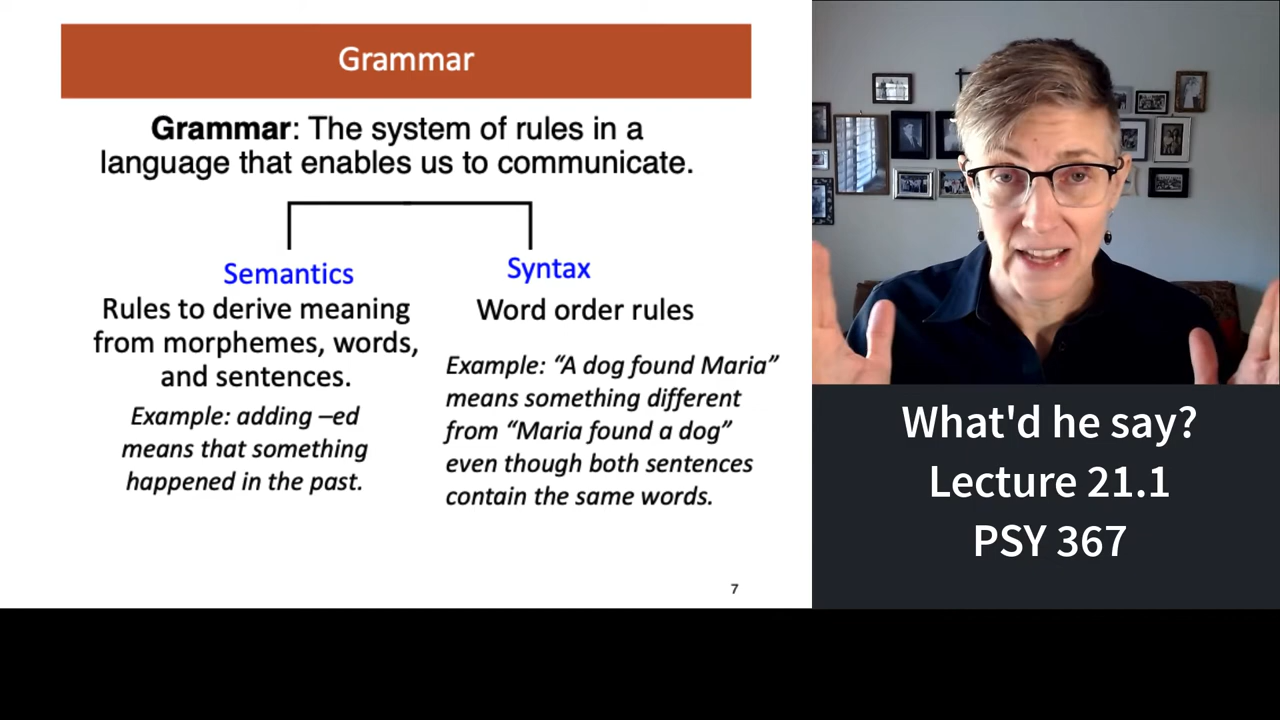 Grammar
Grammar: The system of rules in a
language that enables us to communicate.
Semantics
Rules to derive meaning
from morphemes, words,
and sentences.
Example: adding –ed
means that something
happened in the past.
Syntax
Word order rules
Example: “A dog found Maria”
means something different
from “Maria found a dog”
even though both sentences
contain the same words.
7
What'd he say?
Lecture 21.1
PSY 367